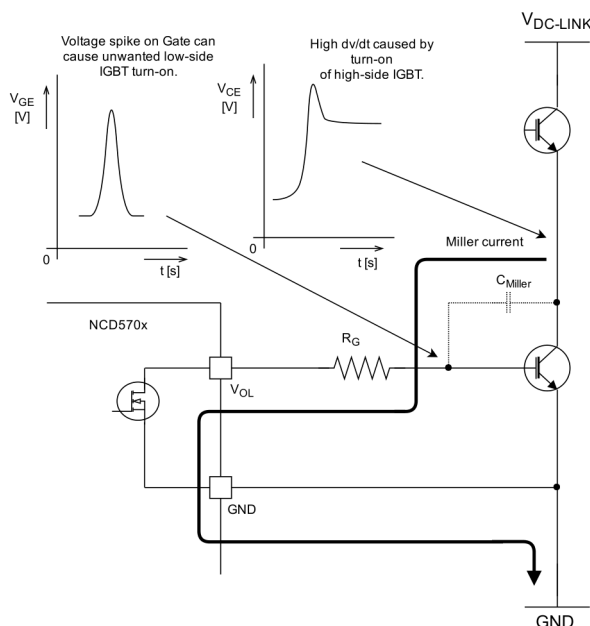 V_DC-LINK
Voltage spike on Gate can
cause unwanted low-side
IGBT turn-on.
High dv/dt caused by
turn-on
of high-side IGBT.
V_GE
[V]
V_CE
[V]
0
t [s]
0
t [s]
Miller current
C_Miller
NCD570x
R_G
V_OL
GND
GND